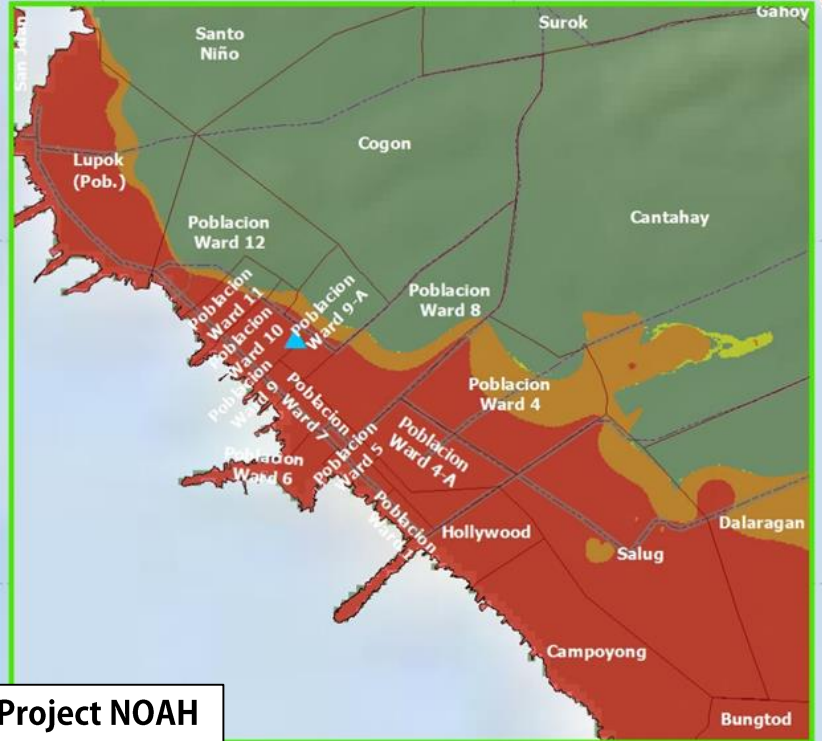 San Juan
Santo
Niño
Surok
Gahoy
Cogon
Lupok
(Pob.)
Cantahay
Poblacion
Ward 12
Poblacion
Ward 11
Poblacion
Ward 9-A
Poblacion
Ward 8
Poblacion
Ward 10
Poblacion
Ward 9
Poblacion
Ward 7
Poblacion
Ward 4
Poblacion
Ward 4-A
Poblacion
Ward 5
Poblacion
Ward 6
Poblacion
Ward 1
Hollywood
Dalaragan
Salug
Campoyong
Bungtod
Project NOAH